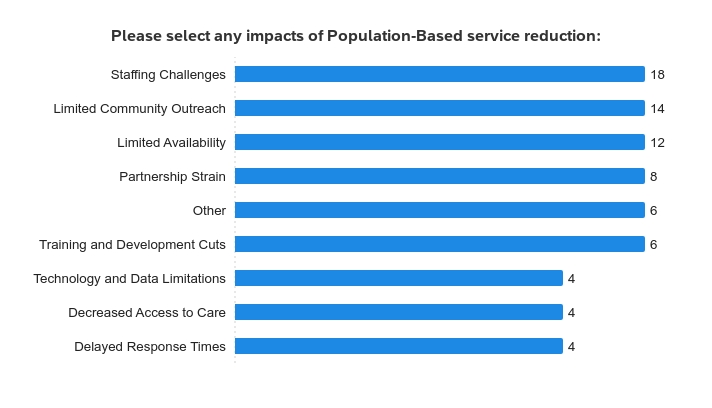 Please select any impacts of Population-Based service reduction:
Staffing Challenges 18
Limited Community Outreach 14
Limited Availability 12
Partnership Strain 8
Other 6
Training and Development Cuts 6
Technology and Data Limitations 4
Decreased Access to Care 4
Delayed Response Times 4